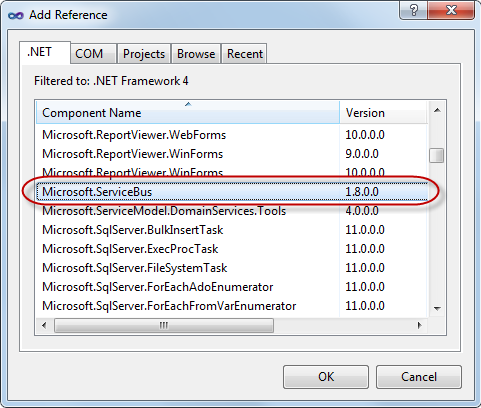 Add Reference
.NET COM Projects Browse Recent
Filtered to: .NET Framework 4
Component Name Version
Microsoft.ReportViewer.WebForms 10.0.0.0
Microsoft.ReportViewer.WinForms 9.0.0.0
Microsoft.ReportViewer.WinForms 10.0.0.0
Microsoft.ServiceBus 1.8.0.0
Microsoft.ServiceModel.DomainServices.Tools 4.0.0.0
Microsoft.SqlServer.BulkInsertTask 11.0.0.0
Microsoft.SqlServer.ExecProcTask 11.0.0.0
Microsoft.SqlServer.FileSystemTask 11.0.0.0
Microsoft.SqlServer.ForEachAdoEnumerator 11.0.0.0
Microsoft.SqlServer.ForEachFromVarEnumerator 11.0.0.0
OK Cancel